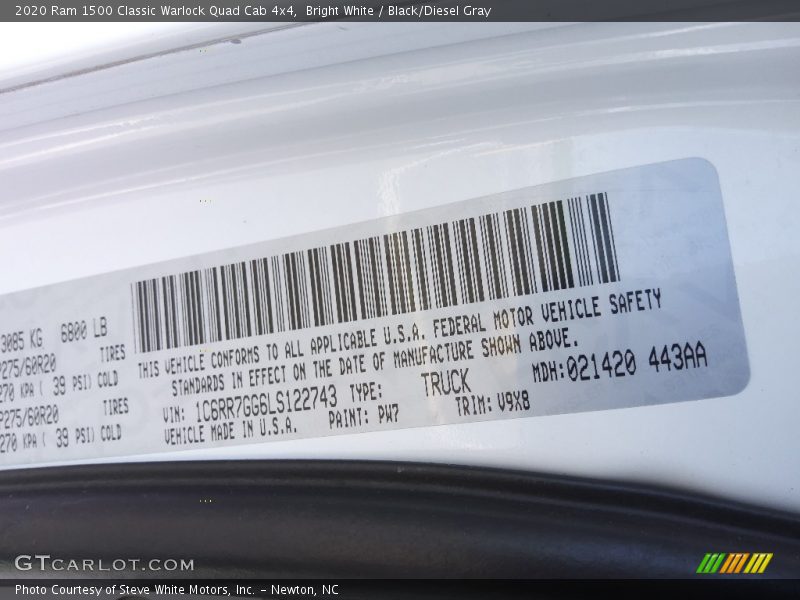 2020 Ram 1500 Classic Warlock Quad Cab 4x4, Bright White / Black/Diesel Gray
3085 KG 6800 LB
P275/60R20 TIRES
270 KPA ( 39 PSI) COLD
P275/60R20 TIRES
270 KPA ( 39 PSI) COLD
THIS VEHICLE CONFORMS TO ALL APPLICABLE U.S.A. FEDERAL MOTOR VEHICLE SAFETY
STANDARDS IN EFFECT ON THE DATE OF MANUFACTURE SHOWN ABOVE.
VIN: 1C6RR7GG6LS122743 TYPE: TRUCK MDH:021420 443AA
VEHICLE MADE IN U.S.A. PAINT: PW7 TRIM: V9X8
GTCARLOT.COM
Photo Courtesy of Steve White Motors, Inc. – Newton, NC